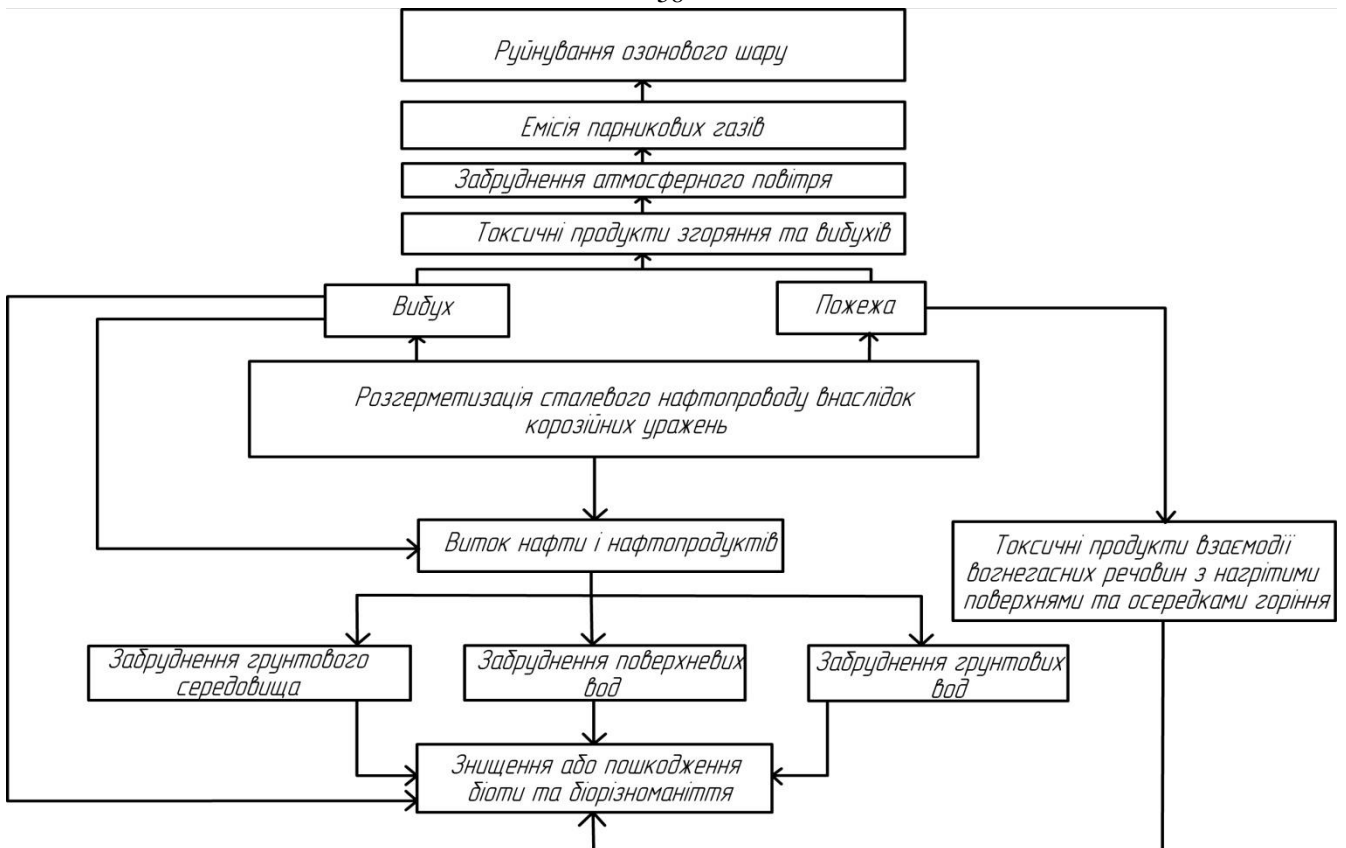 Руйнування озонового шару
Емісія парникових газів
Забруднення атмосферного повітря
Токсичні продукти згоряння та вибухів
Вибух
Пожежа
Розгерметизація сталевого нафтопроводу внаслідок
корозійних уражень
Виток нафти і нафтопродуктів
Токсичні продукти взаємодії
вогнегасних речовин з нагрітими
поверхнями та осередками горіння
Забруднення грунтового
середовища
Забруднення поверхневих
вод
Забруднення грунтових
вод
Знищення або пошкодження
біоти та біорізноманіття